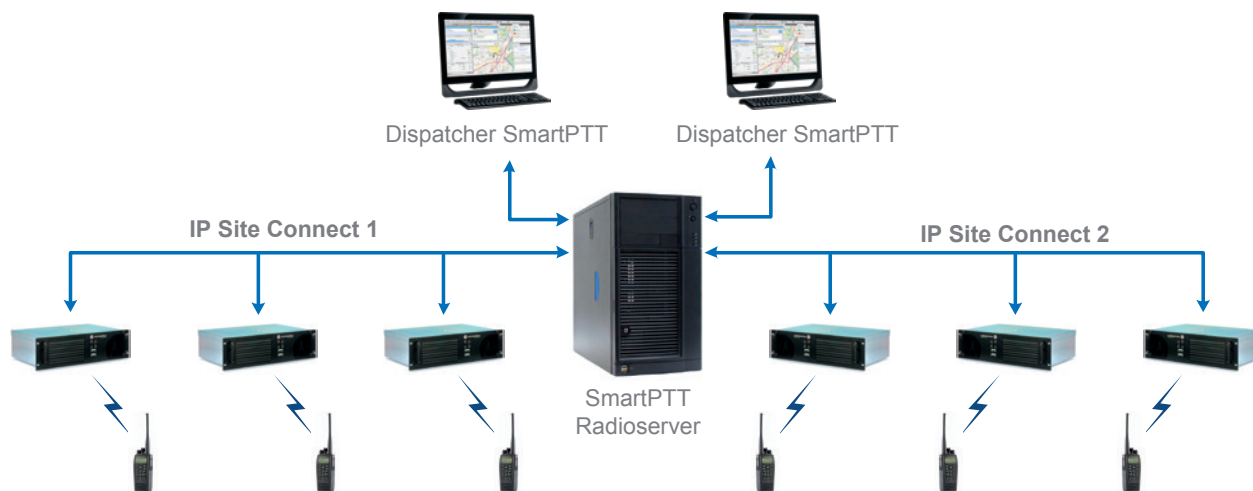 Dispatcher SmartPTT
Dispatcher SmartPTT
IP Site Connect 1
IP Site Connect 2
SmartPTT
Radioserver